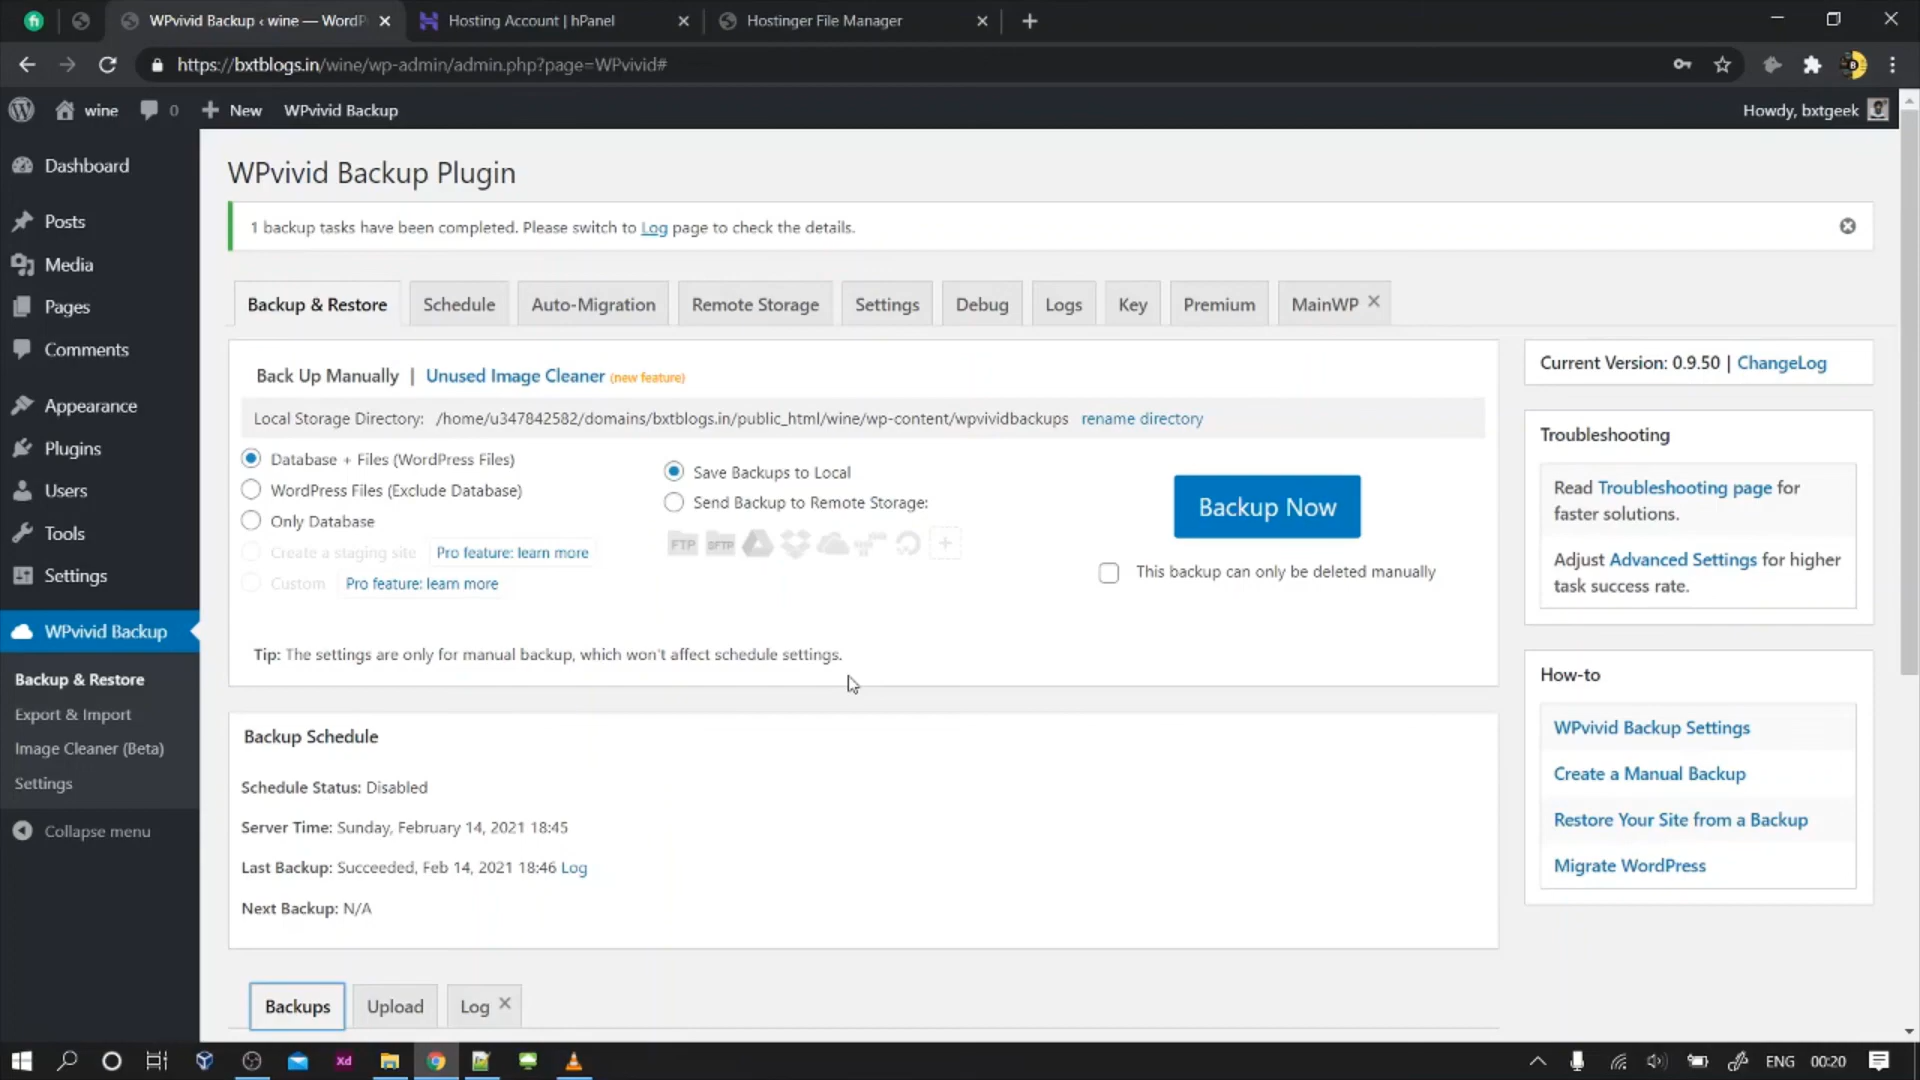 WPvivid Backup ‹ wine — WordP
Hosting Account | hPanel
Hostinger File Manager
https://bxtblogs.in/wine/wp-admin/admin.php?page=WPvivid#
wine
0
New
WPvivid Backup
Howdy, bxtgeek
Dashboard
Posts
Media
Pages
Comments
Appearance
Plugins
Users
Tools
Settings
WPvivid Backup
Backup & Restore
Export & Import
Image Cleaner (Beta)
Settings
Collapse menu
WPvivid Backup Plugin
1 backup tasks have been completed. Please switch to Log page to check the details.
Backup & Restore
Schedule
Auto-Migration
Remote Storage
Settings
Debug
Logs
Key
Premium
MainWP
Back Up Manually | Unused Image Cleaner (new feature)
Local Storage Directory: /home/u347842582/domains/bxtblogs.in/public_html/wine/wp-content/wpvividbackups rename directory
Database + Files (WordPress Files)
WordPress Files (Exclude Database)
Only Database
Create a staging site Pro feature: learn more
Custom Pro feature: learn more
Save Backups to Local
Send Backup to Remote Storage:
FTP
SFTP
Backup Now
This backup can only be deleted manually
Tip: The settings are only for manual backup, which won't affect schedule settings.
Backup Schedule
Schedule Status: Disabled
Server Time: Sunday, February 14, 2021 18:45
Last Backup: Succeeded, Feb 14, 2021 18:46 Log
Next Backup: N/A
Backups
Upload
Log
Current Version: 0.9.50 | ChangeLog
Troubleshooting
Read Troubleshooting page for
faster solutions.
Adjust Advanced Settings for higher
task success rate.
How-to
WPvivid Backup Settings
Create a Manual Backup
Restore Your Site from a Backup
Migrate WordPress
Xd
ENG
00:20